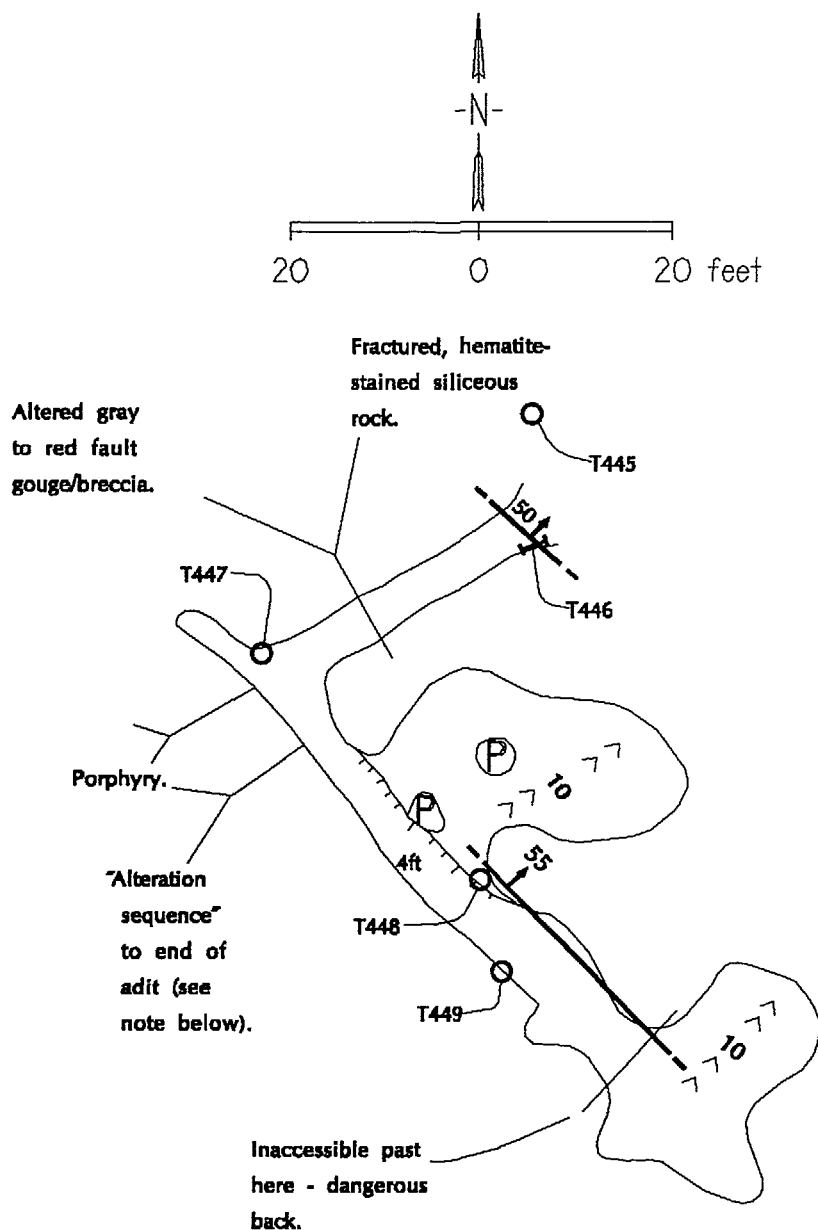 -N-
20 0 20 feet
Fractured, hematite-
stained siliceous
rock.
Altered gray
to red fault
gouge/breccia.
T445
50
T446
T447
Porphyry.
P
10
P
4ft
55
T448
"Alteration
sequence"
to end of
adit (see
note below).
T449
10
Inaccessible past
here - dangerous
back.